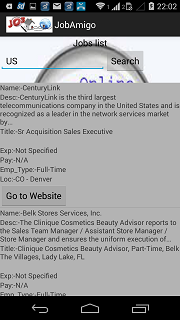 22:02
JobAmigo
Jobs list
US
Search
Online
Name:-CenturyLink
Desc:-CenturyLink is the third largest
telecommunications company in the United States and is
recognized as a leader in the network services market
by...
Title:-Sr Acquisition Sales Executive
Exp:-Not Specified
Pay:-N/A
Emp_Type:-Full-Time
Loc:-CO - Denver
Go to Website
Name:-Belk Stores Services, Inc.
Desc:-The Clinique Cosmetics Beauty Advisor reports to
the Sales Team Manager / Assistant Store Manager /
Store Manager and ensures the uniform execution of...
Title:-Clinique Cosmetics Beauty Advisor, Part-Time, Belk
The Villages, Lady Lake, FL
Exp:-Not Specified
Pay:-N/A
Emp_Type:-Full-Time